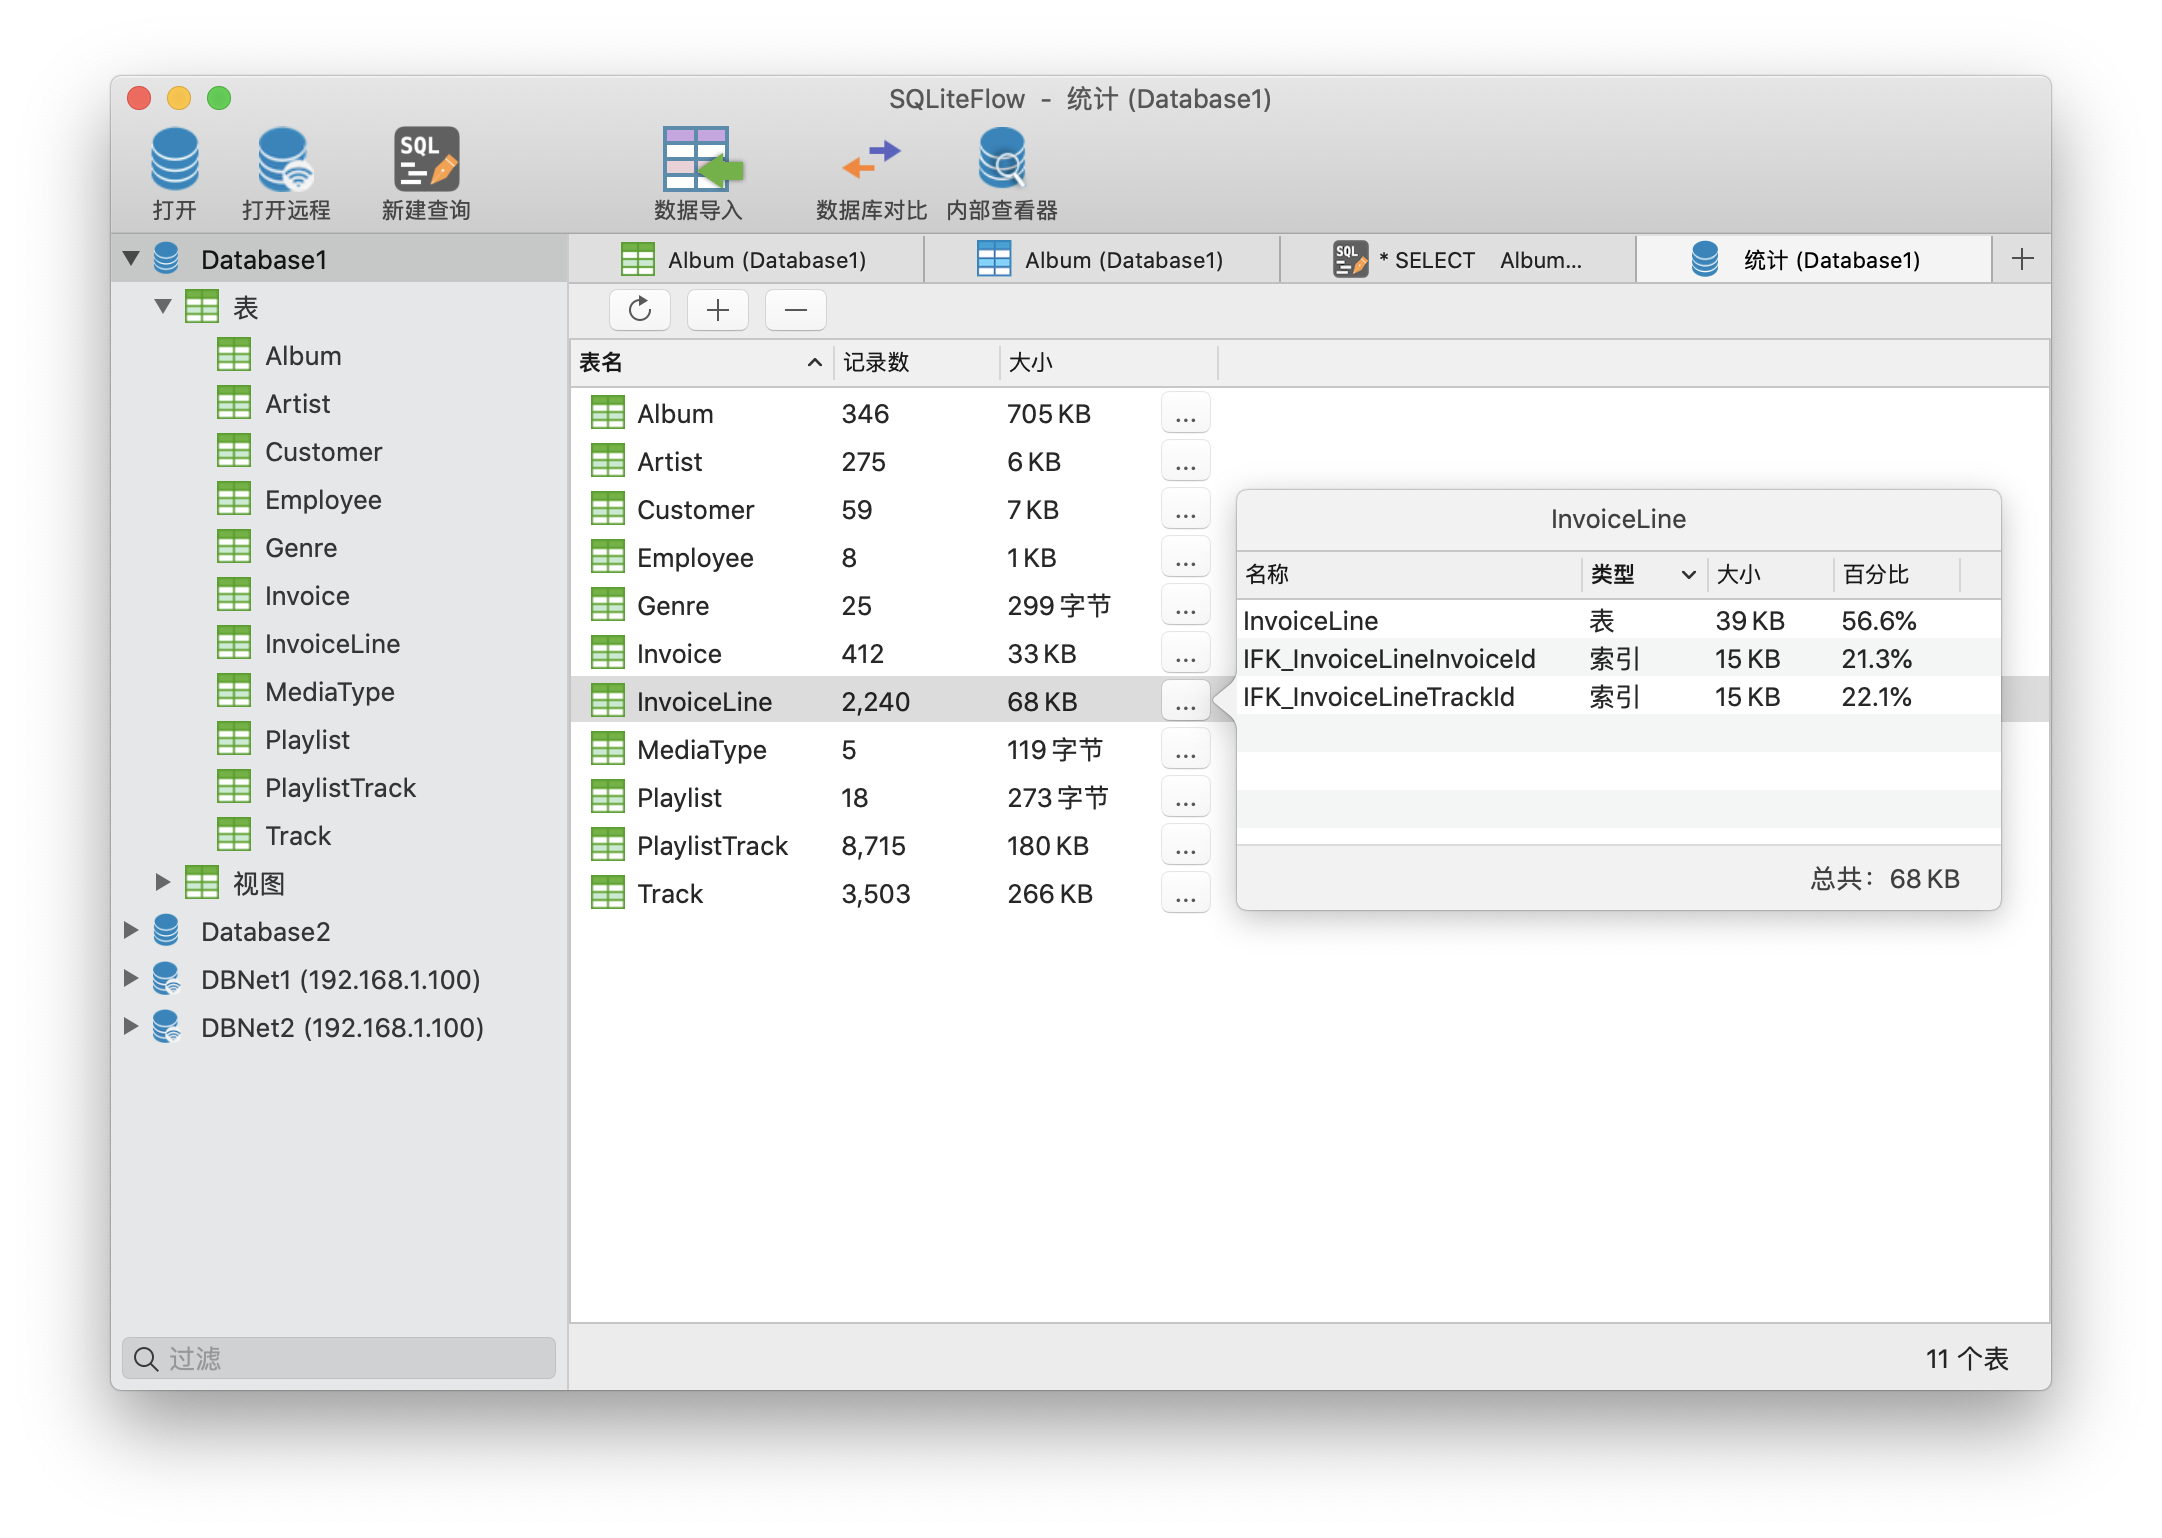 SQLiteFlow - 统计 (Database1)
打开 打开远程 SQL 新建查询 数据导入 数据库对比 内部查看器
Database1
表
Album
Artist
Customer
Employee
Genre
Invoice
InvoiceLine
MediaType
Playlist
PlaylistTrack
Track
视图
Database2
DBNet1 (192.168.1.100)
DBNet2 (192.168.1.100)
过滤
Album (Database1) Album (Database1) SQL * SELECT Album... 统计 (Database1)
表名 记录数 大小
Album 346 705 KB ...
Artist 275 6 KB ...
Customer 59 7 KB ...
Employee 8 1 KB ...
Genre 25 299 字节 ...
Invoice 412 33 KB ...
InvoiceLine 2,240 68 KB ...
MediaType 5 119 字节 ...
Playlist 18 273 字节 ...
PlaylistTrack 8,715 180 KB ...
Track 3,503 266 KB ...
InvoiceLine
名称 类型 大小 百分比
InvoiceLine 表 39 KB 56.6%
IFK_InvoiceLineInvoiceId 索引 15 KB 21.3%
IFK_InvoiceLineTrackId 索引 15 KB 22.1%
总共： 68 KB
11 个表